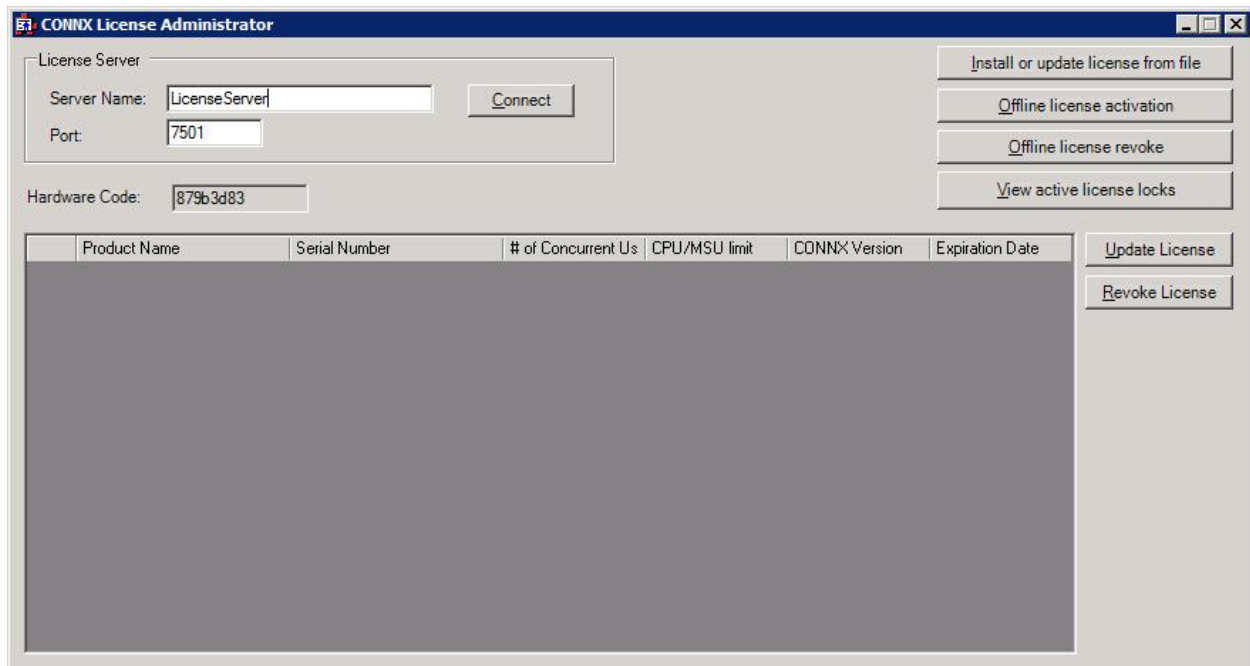 CONNX License Administrator
License Server
Server Name: LicenseServer Connect
Port: 7501
Hardware Code: 879b3d83
Install or update license from file
Offline license activation
Offline license revoke
View active license locks
Product Name Serial Number # of Concurrent Us CPU/MSU limit CONNX Version Expiration Date
Update License
Revoke License